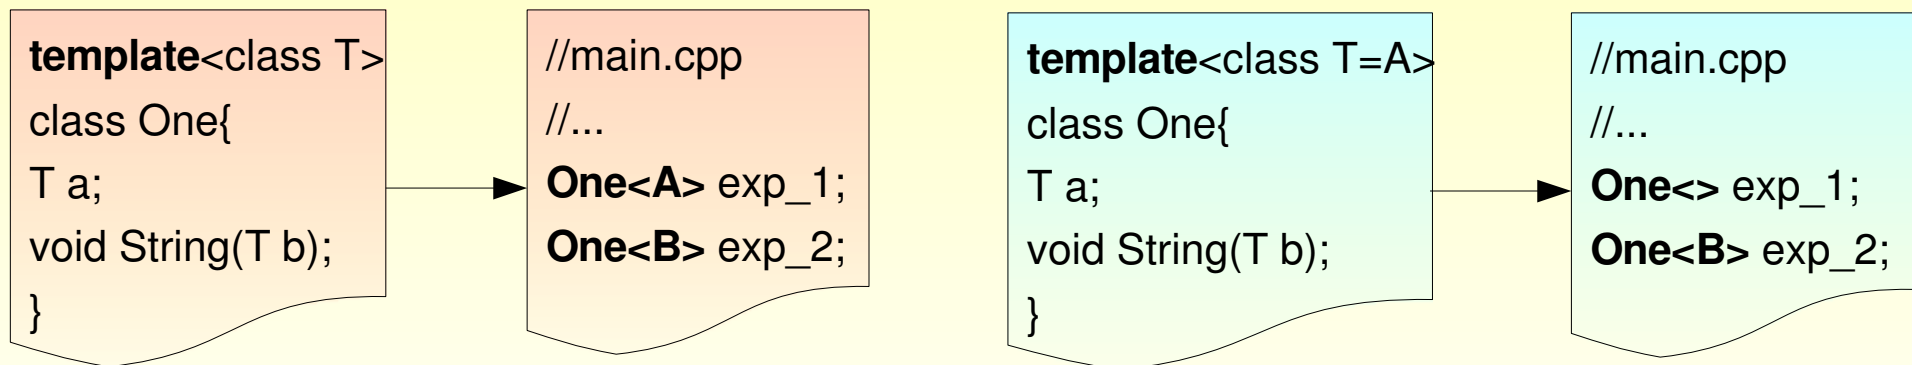 template<class T>
class One{
T a;
void String(T b);
}
//main.cpp
//...
One<A> exp_1;
One<B> exp_2;
template<class T=A>
class One{
T a;
void String(T b);
}
//main.cpp
//...
One<> exp_1;
One<B> exp_2;